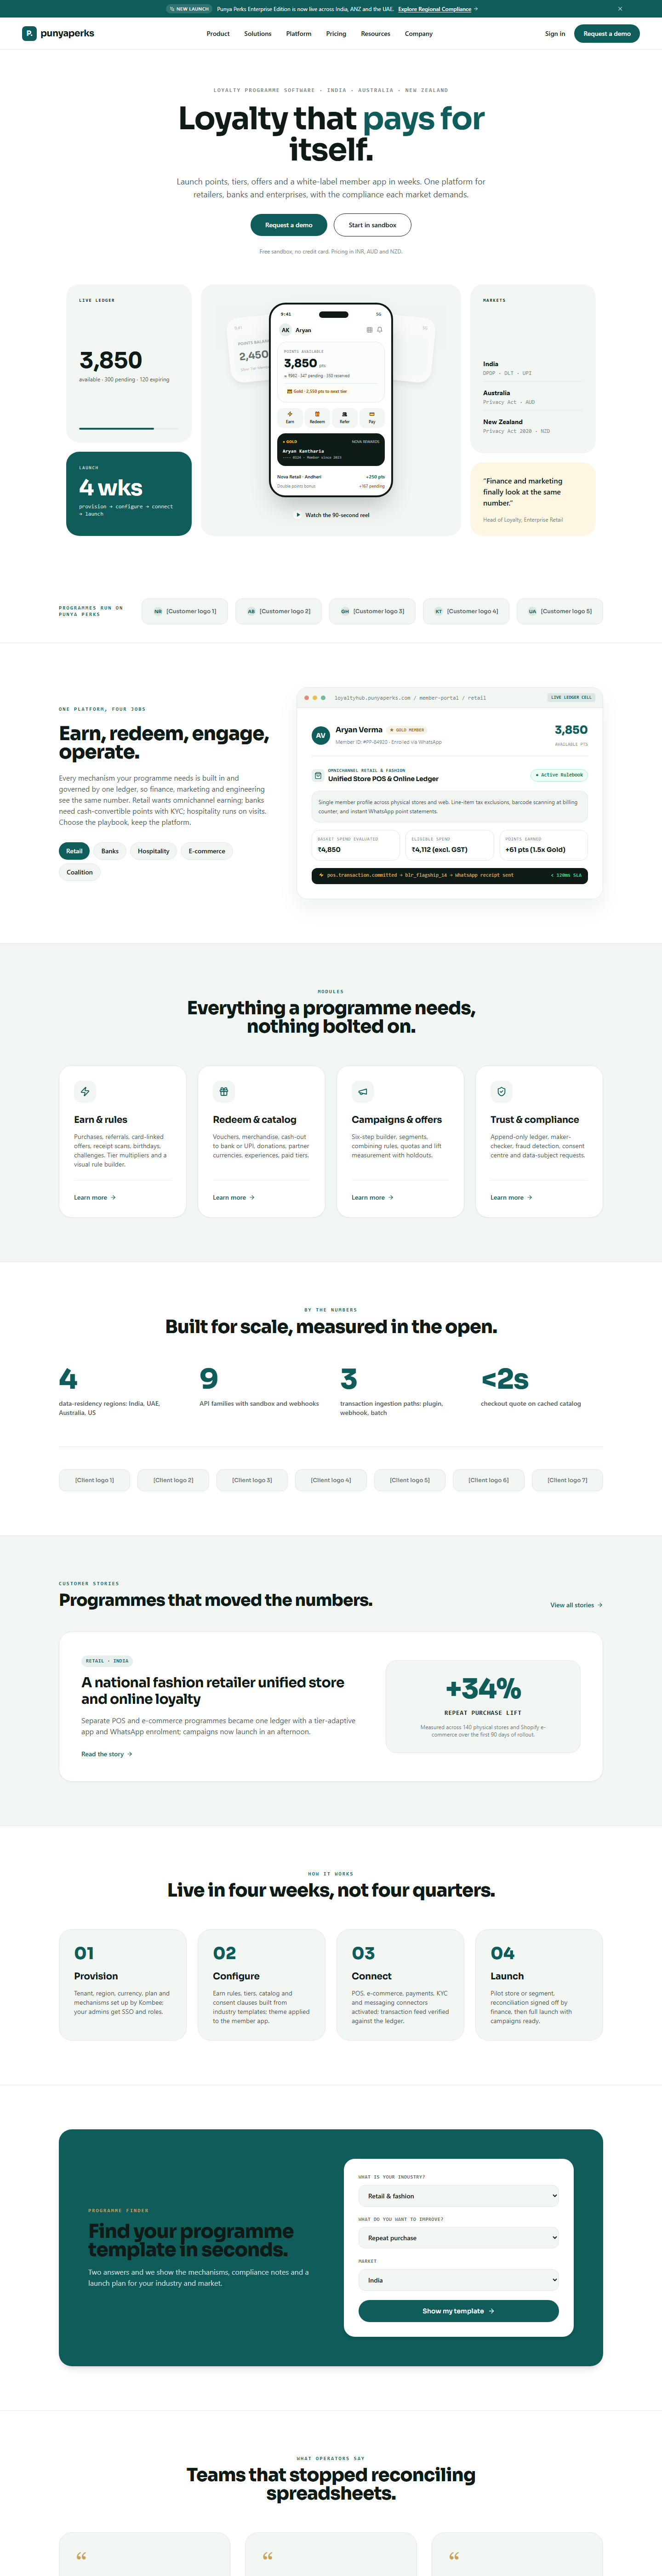 NEW LAUNCH Punya Perks Enterprise Edition is now live across India, ANZ and the UAE. Explore Regional Compliance →
P. punyaperks
Product Solutions Platform Pricing Resources Company
Sign in Request a demo
LOYALTY PROGRAMME SOFTWARE · INDIA · AUSTRALIA · NEW ZEALAND
Loyalty that pays for
itself.
Launch points, tiers, offers and a white-label member app in weeks. One platform for
retailers, banks and enterprises, with the compliance each market demands.
Request a demo Start in sandbox
Free sandbox, no credit card. Pricing in INR, AUD and NZD.
LIVE LEDGER
3,850
available · 300 pending · 120 expiring
LAUNCH
4 wks
provision → configure → connect
→ launch
9:41 5G
AK Aryan
POINTS AVAILABLE
3,850 pts
≈ ₹962 · 147 pending · 350 reserved
Gold · 2,550 pts to next tier
Earn Redeem Refer Pay
GOLD NOVA REWARDS
Aryan Kantharia
Member since 2023
Nova Retail · Andheri +250 pts
Double points bonus +147 pending
POINTS BALAN
2,450
5G
Watch the 90-second reel
MARKETS
India
DPDP · DLT · UPI
Australia
Privacy Act · AUD
New Zealand
Privacy Act 2020 · NZD
“Finance and marketing
finally look at the same
number.”
Head of Loyalty, Enterprise Retail
PROGRAMMES RUN ON
PUNYA PERKS
NR [Customer logo 1] AB [Customer logo 2] GH [Customer logo 3] KT [Customer logo 4] UA [Customer logo 5]
ONE PLATFORM, FOUR JOBS
Earn, redeem, engage,
operate.
Every mechanism your programme needs is built in and
governed by one ledger, so finance, marketing and engineering
see the same number. Retail wants omnichannel earning; banks
need cash-convertible points with KYC; hospitality runs on visits.
Choose the playbook, keep the platform.
Retail Banks Hospitality E-commerce
Coalition
loyaltyhub.punyaperks.com / member-portal / retail LIVE LEDGER CELL
AV Aryan Verma GOLD MEMBER
Member ID: #PP-84920 · Enrolled via WhatsApp
3,850
AVAILABLE PTS
OMNICHANNEL RETAIL & FASHION
Unified Store POS & Online Ledger
Active Rulebook
Single member profile across physical stores and web. Line-item tax exclusions, barcode scanning at billing
counter, and instant WhatsApp point statements.
BASKET SPEND EVALUATED ELIGIBLE SPEND POINTS EARNED
₹4,850 ₹4,112 (excl. GST) +61 pts (1.5x Gold)
pos.transaction.committed → blr_flagship_14 → WhatsApp receipt sent < 120ms SLA
MODULES
Everything a programme needs,
nothing bolted on.
Earn & rules
Purchases, referrals, card-linked
offers, receipt scans, birthdays,
challenges. Tier multipliers and a
visual rule builder.
Learn more →
Redeem & catalog
Vouchers, merchandise, cash-out
to bank or UPI, donations, partner
currencies, experiences, paid tiers.
Learn more →
Campaigns & offers
Six-step builder, segments,
combining rules, quotas and lift
measurement with holdouts.
Learn more →
Trust & compliance
Append-only ledger, maker-
checker, fraud detection, consent
centre and data-subject requests.
Learn more →
BY THE NUMBERS
Built for scale, measured in the open.
4
data-residency regions: India, UAE,
Australia, US
9
API families with sandbox and webhooks
3
transaction ingestion paths: plugin,
webhook, batch
<2s
checkout quote on cached catalog
[Client logo 1] [Client logo 2] [Client logo 3] [Client logo 4] [Client logo 5] [Client logo 6] [Client logo 7]
CUSTOMER STORIES
Programmes that moved the numbers.
View all stories →
RETAIL · INDIA
A national fashion retailer unified store
and online loyalty
Separate POS and e-commerce programmes became one ledger with a tier-adaptive
app and WhatsApp enrolment; campaigns now launch in an afternoon.
Read the story →
+34%
REPEAT PURCHASE LIFT
Measured across 140 physical stores and Shopify e-
commerce over the first 90 days of rollout.
HOW IT WORKS
Live in four weeks, not four quarters.
01
Provision
Tenant, region, currency, plan and
mechanisms set up by Kombee;
your admins get SSO and roles.
02
Configure
Earn rules, tiers, catalog and
consent clauses built from
industry templates; theme applied
to the member app.
03
Connect
POS, e-commerce, payments, KYC
and messaging connectors
activated; transaction feed verified
against the ledger.
04
Launch
Pilot store or segment,
reconciliation signed off by
finance, then full launch with
campaigns ready.
PROGRAMME FINDER
Find your programme
template in seconds.
Two answers and we show the mechanisms, compliance notes and a
launch plan for your industry and market.
WHAT IS YOUR INDUSTRY?
Retail & fashion
WHAT DO YOU WANT TO IMPROVE?
Repeat purchase
MARKET
India
Show my template →
WHAT OPERATORS SAY
Teams that stopped reconciling
spreadsheets.
“ “ “